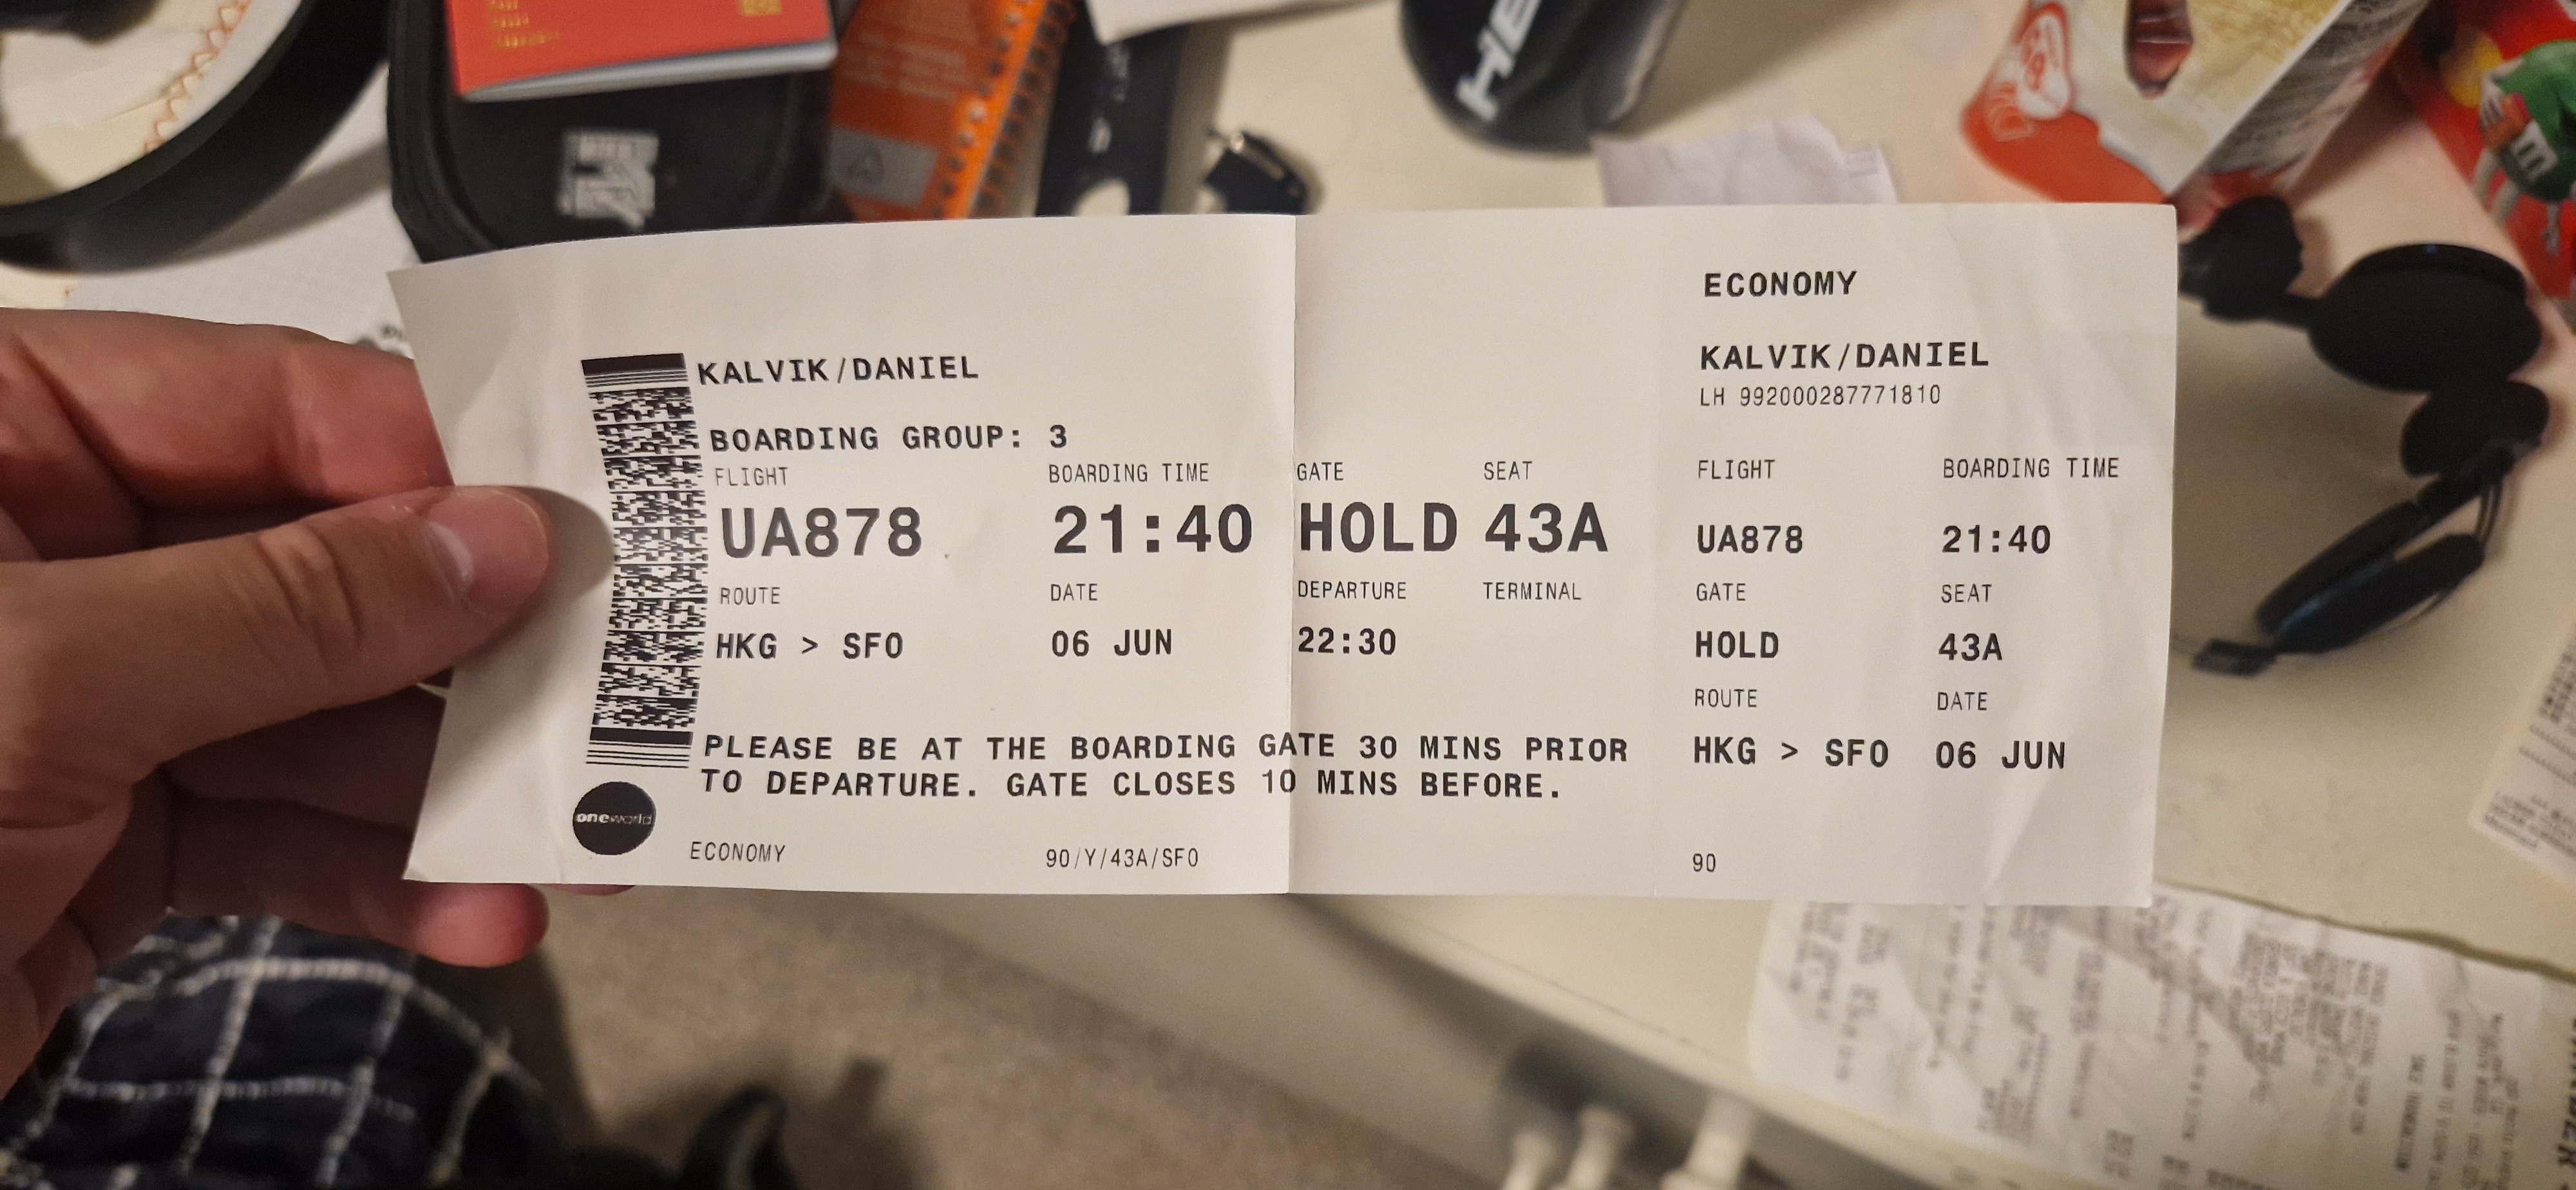 HE
m
ECONOMY
KALVIK/DANIEL
KALVIK/DANIEL
LH 992000287771810
BOARDING GROUP: 3
FLIGHT BOARDING TIME GATE SEAT
FLIGHT BOARDING TIME
UA878 21:40 HOLD 43A
UA878 21:40
ROUTE DATE DEPARTURE TERMINAL
GATE SEAT
HKG > SFO 06 JUN 22:30
HOLD 43A
ROUTE DATE
PLEASE BE AT THE BOARDING GATE 30 MINS PRIOR
TO DEPARTURE. GATE CLOSES 10 MINS BEFORE.
HKG > SFO 06 JUN
oneworld
ECONOMY 90/Y/43A/SFO
90